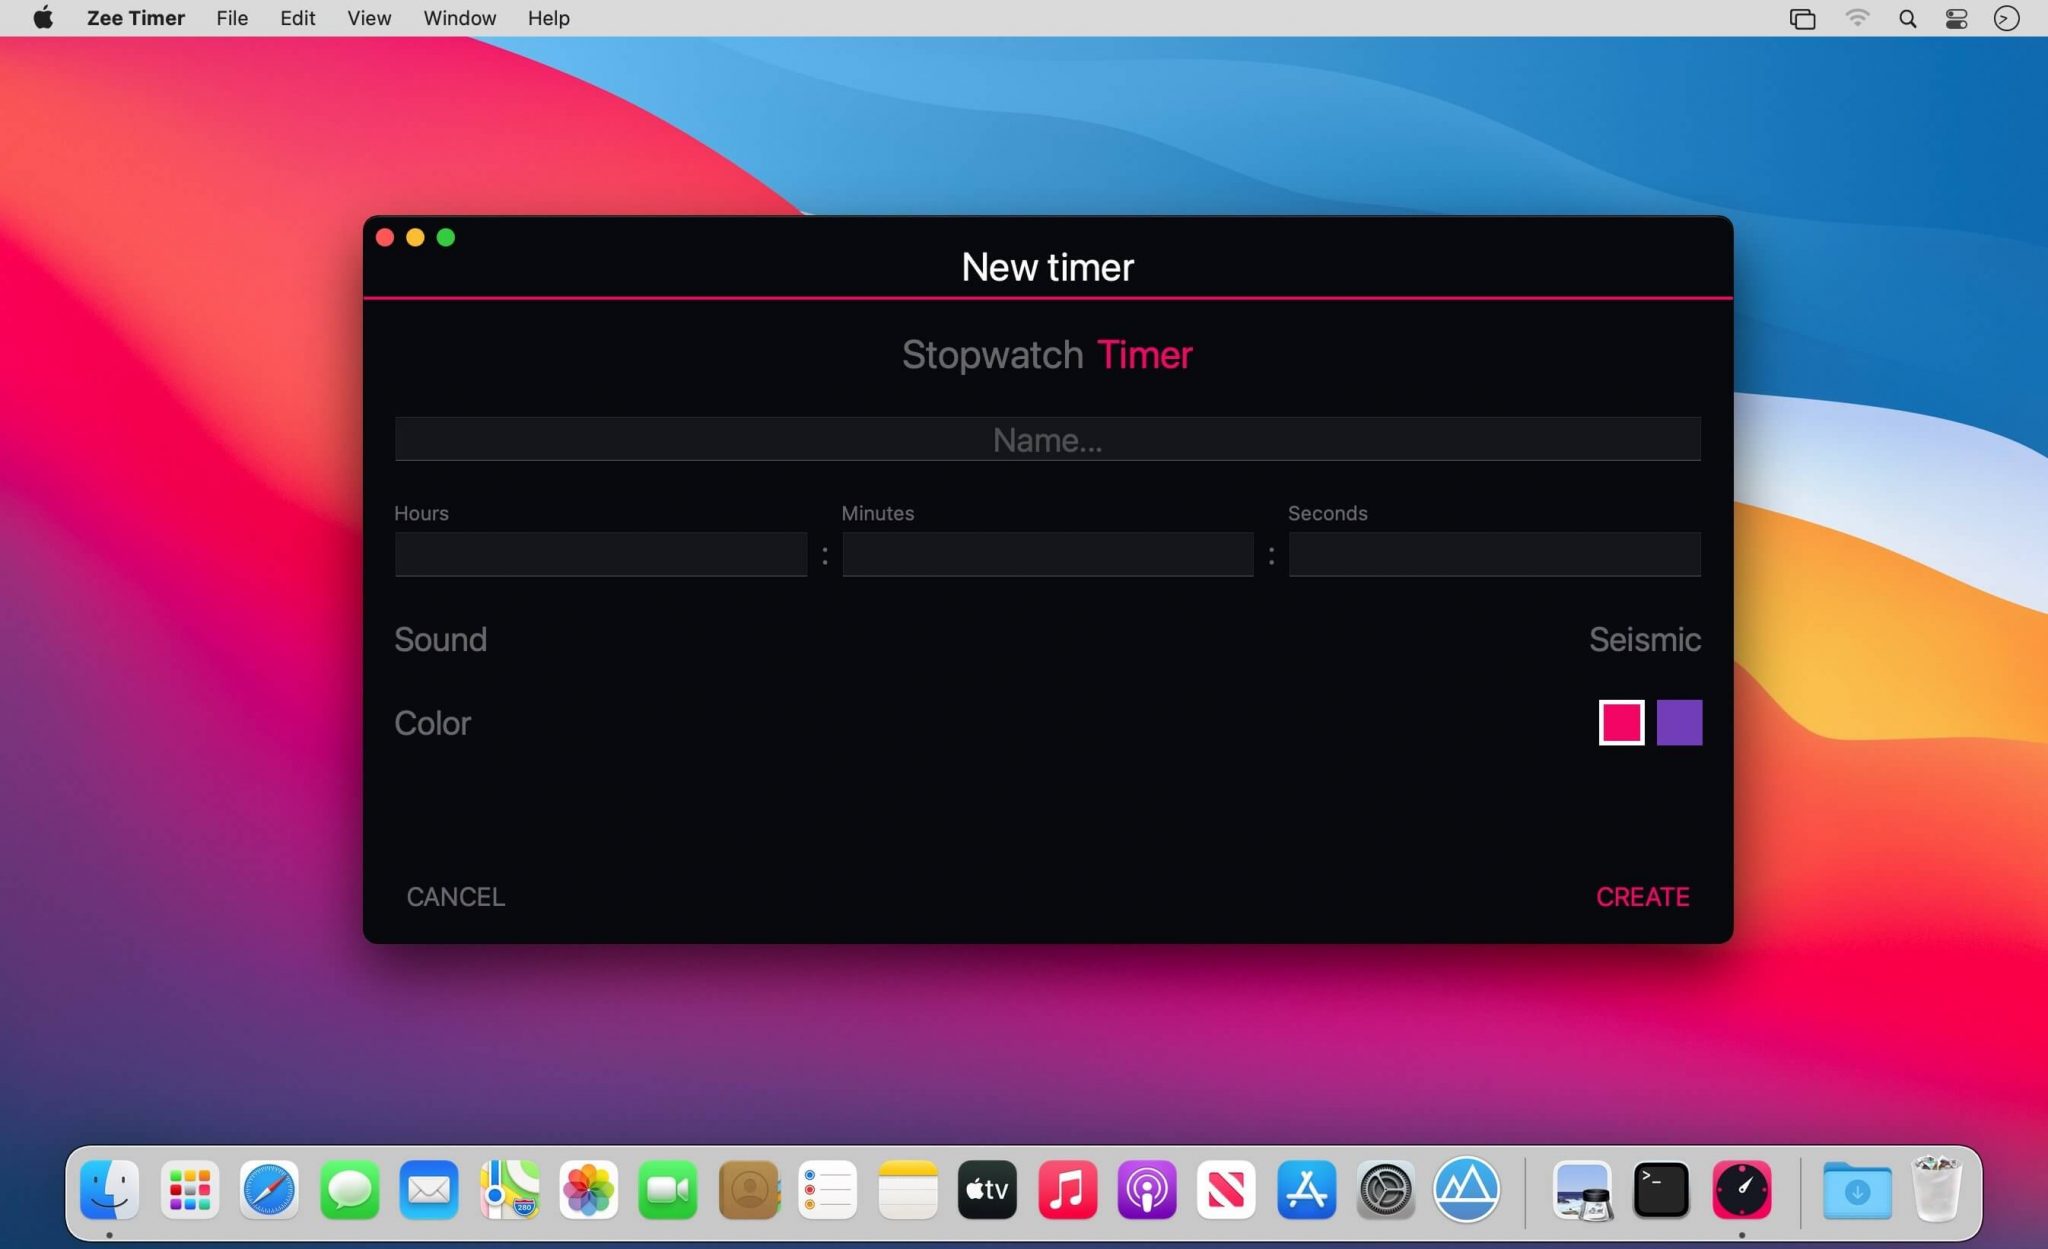 Zee Timer File Edit View Window Help
New timer
Stopwatch Timer
Name...
Hours Minutes Seconds
: :
Sound Seismic
Color
CANCEL CREATE
280
tv
>_